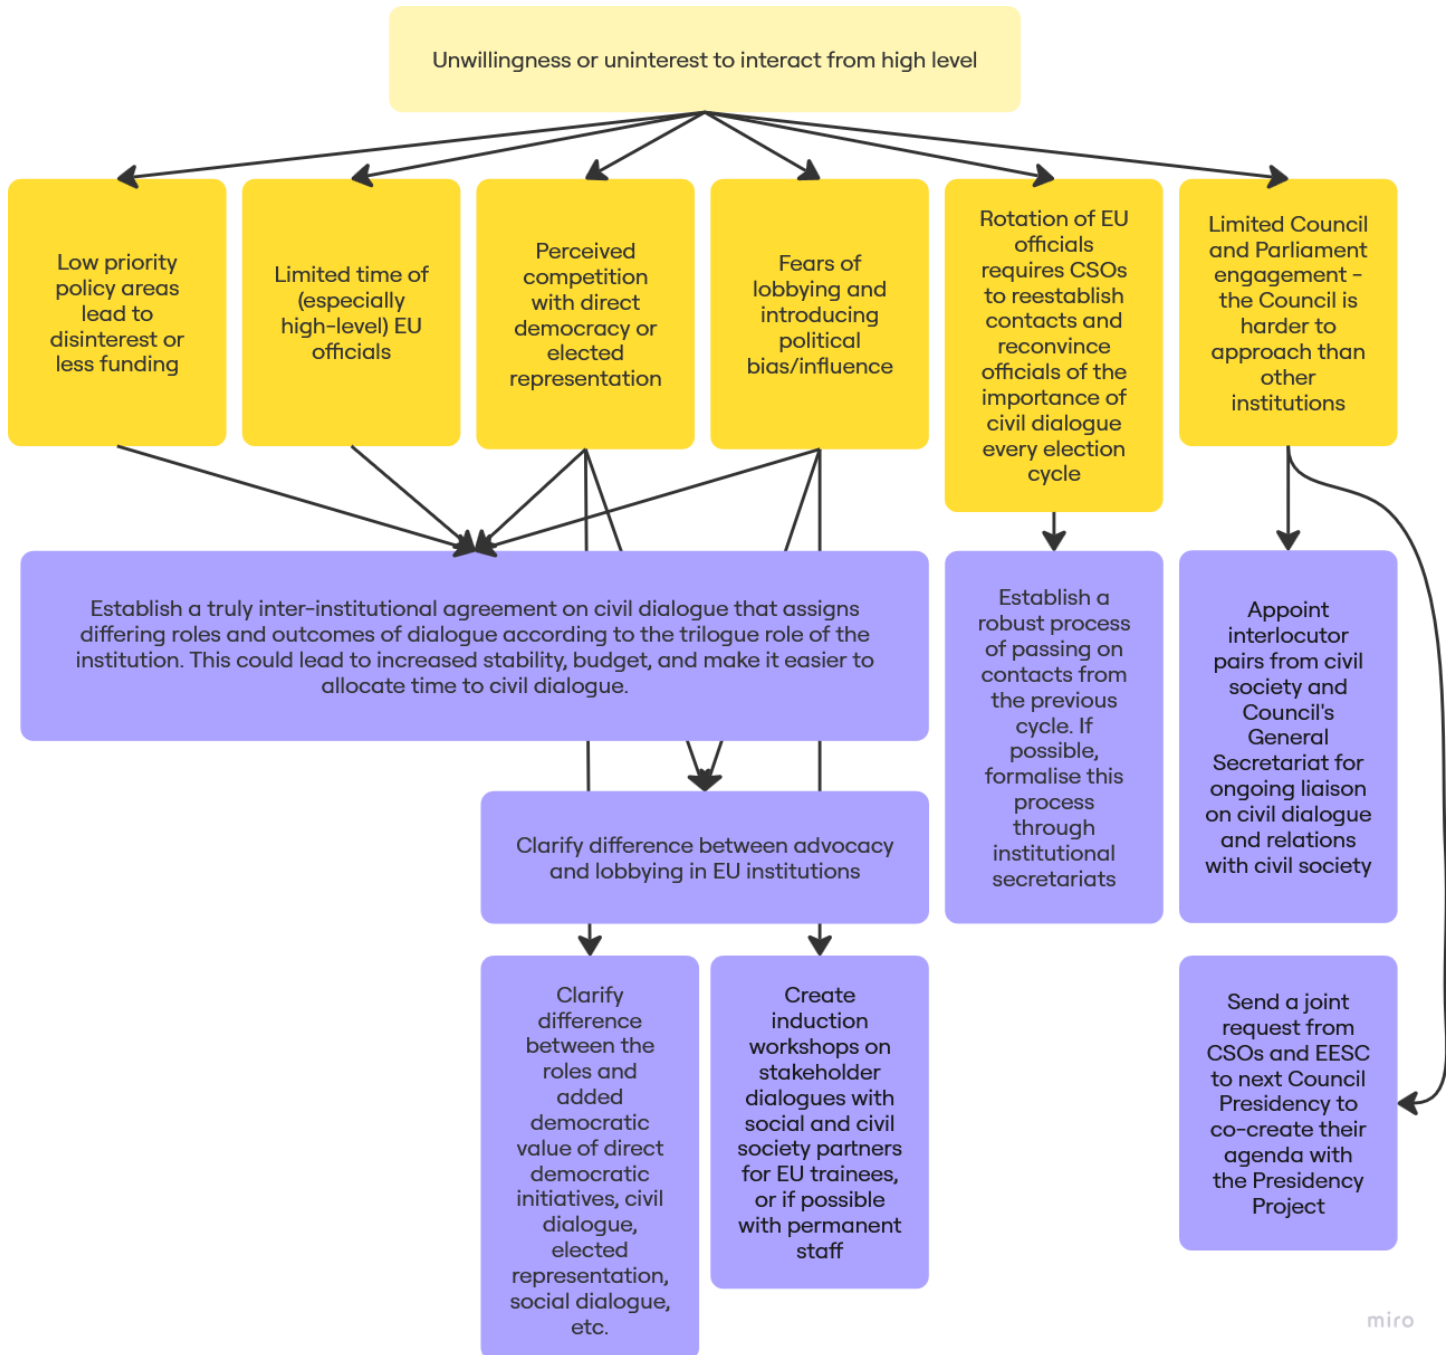 Unwillingness or uninterest to interact from high level
Low priority
policy areas
lead to
disinterest or
less funding
Limited time of
(especially
high-level) EU
officials
Perceived
competition
with direct
democracy or
elected
representation
Fears of
lobbying and
introducing
political
bias/influence
Rotation of EU
officials
requires CSOs
to reestablish
contacts and
reconvince
officials of the
importance of
civil dialogue
every election
cycle
Limited Council
and Parliament
engagement -
the Council is
harder to
approach than
other
institutions
Establish a truly inter-institutional agreement on civil dialogue that assigns
differing roles and outcomes of dialogue according to the trilogue role of the
institution. This could lead to increased stability, budget, and make it easier to
allocate time to civil dialogue.
Establish a
robust process
of passing on
contacts from
the previous
cycle. If
possible,
formalise this
process
through
institutional
secretariats
Appoint
interlocutor
pairs from civil
society and
Council's
General
Secretariat for
ongoing liaison
on civil dialogue
and relations
with civil society
Clarify difference between advocacy
and lobbying in EU institutions
Clarify
difference
between the
roles and
added
democratic
value of direct
democratic
initiatives, civil
dialogue,
elected
representation,
social dialogue,
etc.
Create
induction
workshops on
stakeholder
dialogues with
social and civil
society partners
for EU trainees,
or if possible
with permanent
staff
Send a joint
request from
CSOs and EESC
to next Council
Presidency to
co-create their
agenda with
the Presidency
Project
miro